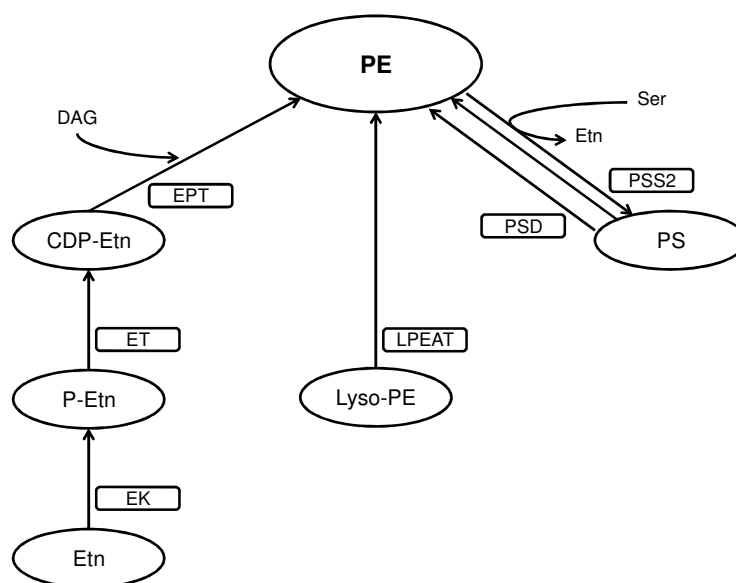 PE
DAG
Ser
Etn
EPT
PSS2
PSD
CDP-Etn
PS
ET
LPEAT
P-Etn
Lyso-PE
EK
Etn